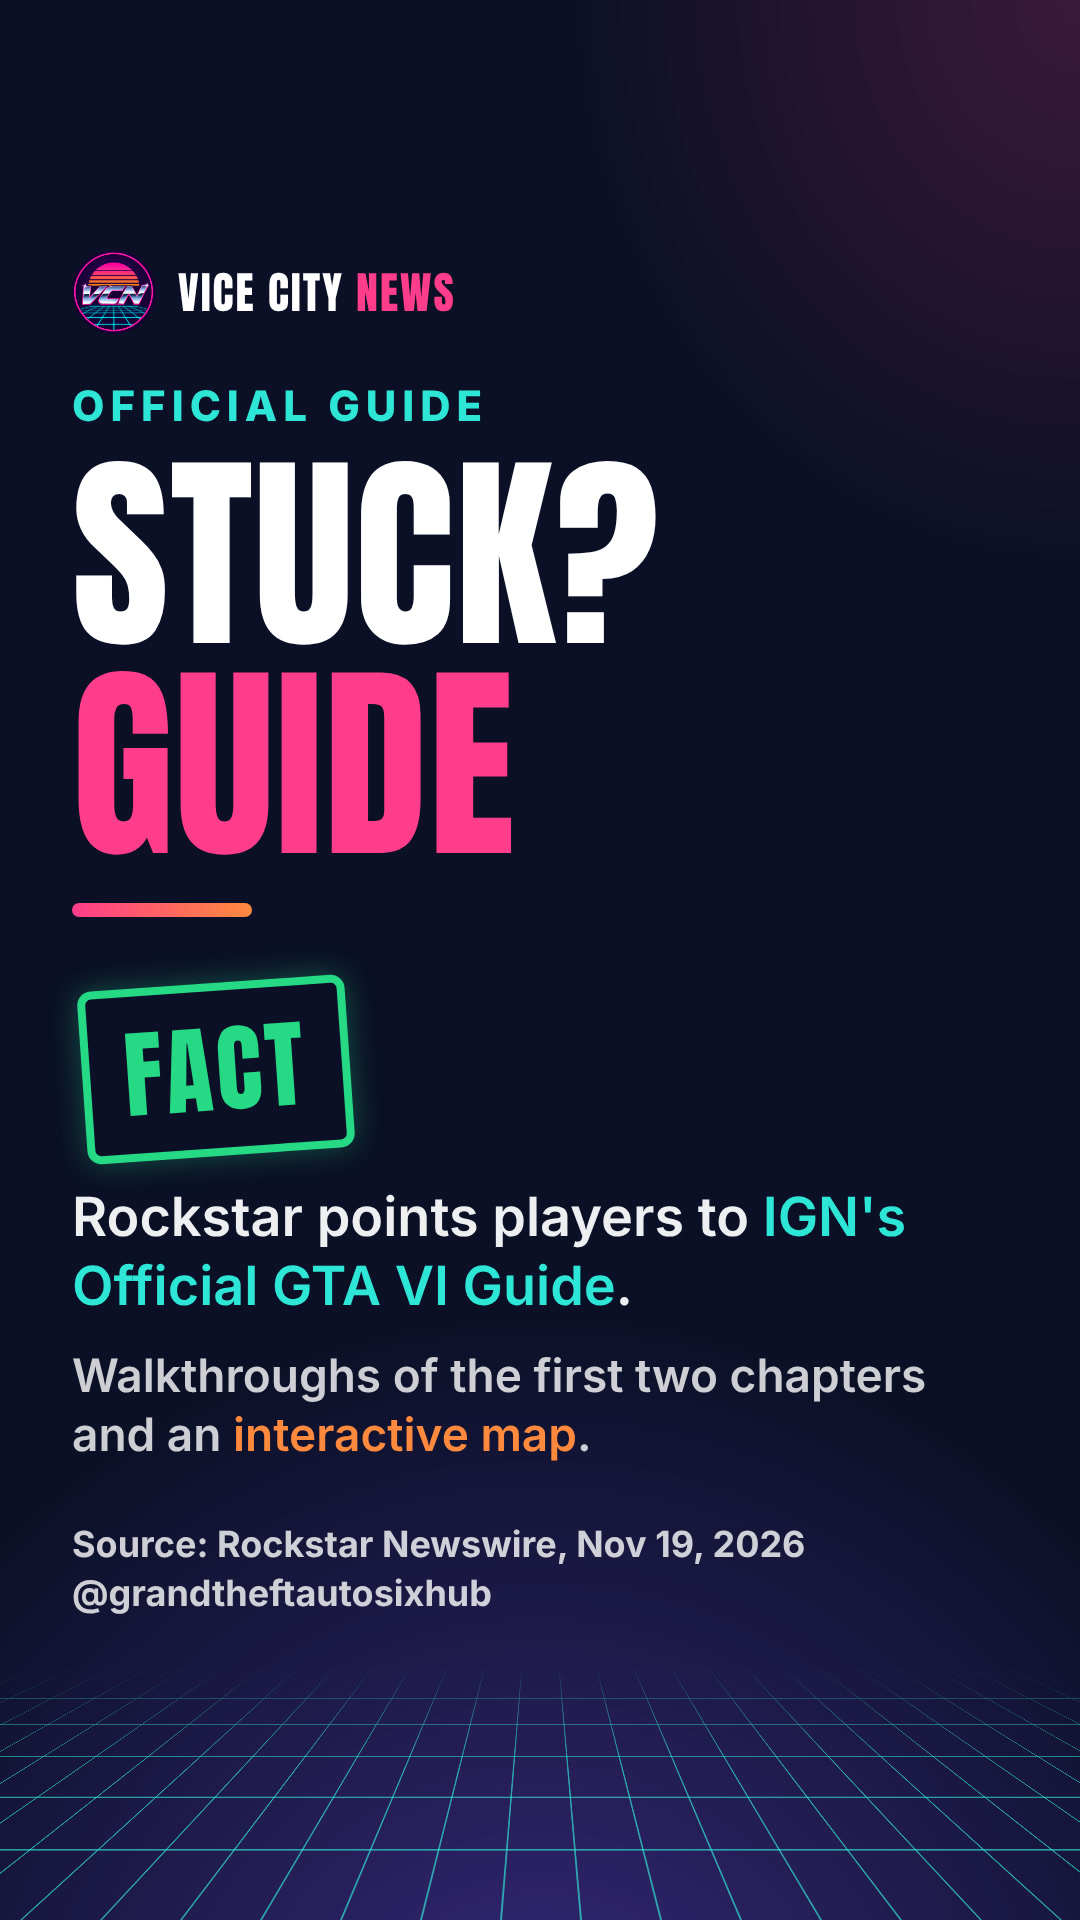 VCN
VICE CITY NEWS
OFFICIAL GUIDE
STUCK?
GUIDE
FACT
Rockstar points players to IGN's
Official GTA VI Guide.
Walkthroughs of the first two chapters
and an interactive map.
Source: Rockstar Newswire, Nov 19, 2026
@grandtheftautosixhub